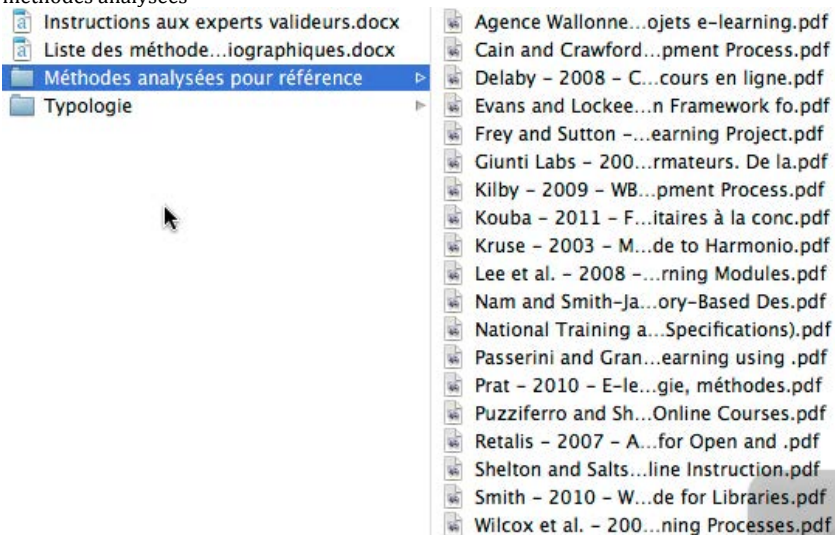 méthodes analysées
Instructions aux experts valideurs.docx
Liste des méthode...iographiques.docx
Méthodes analysées pour référence
Typologie
Agence Wallonne...ojets e-learning.pdf
Cain and Crawford...pment Process.pdf
Delaby - 2008 - C...cours en ligne.pdf
Evans and Lockee...n Framework fo.pdf
Frey and Sutton -...earning Project.pdf
Giunti Labs - 200...rmateurs. De la.pdf
Kilby - 2009 - WB...pment Process.pdf
Kouba - 2011 - F...itaires à la conc.pdf
Kruse - 2003 - M...de to Harmonio.pdf
Lee et al. - 2008 -...rning Modules.pdf
Nam and Smith-Ja...ory-Based Des.pdf
National Training a...Specifications).pdf
Passerini and Gran...earning using .pdf
Prat - 2010 - E-le...gie, méthodes.pdf
Puzziferro and Sh...Online Courses.pdf
Retalis - 2007 - A...for Open and .pdf
Shelton and Salts...line Instruction.pdf
Smith - 2010 - W...de for Libraries.pdf
Wilcox et al. - 200...ning Processes.pdf